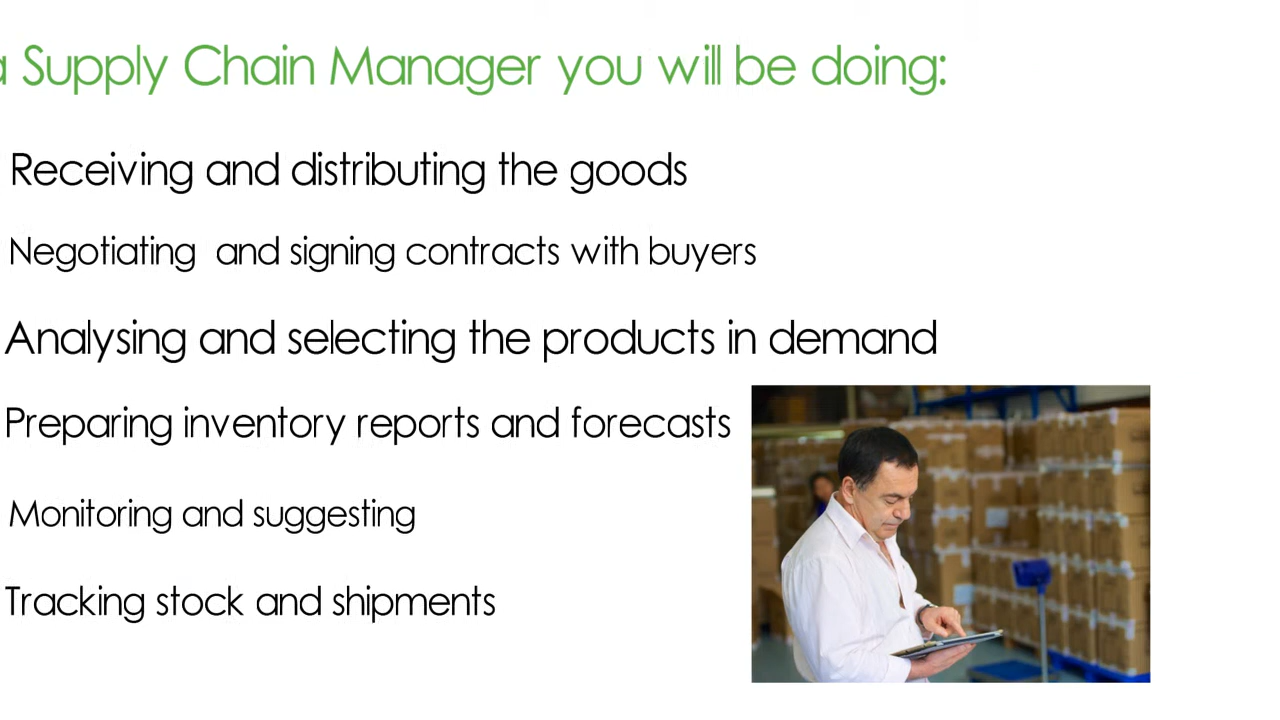 a Supply Chain Manager you will be doing:
Receiving and distributing the goods
Negotiating  and signing contracts with buyers
Analysing and selecting the products in demand
Preparing inventory reports and forecasts
Monitoring and suggesting
Tracking stock and shipments